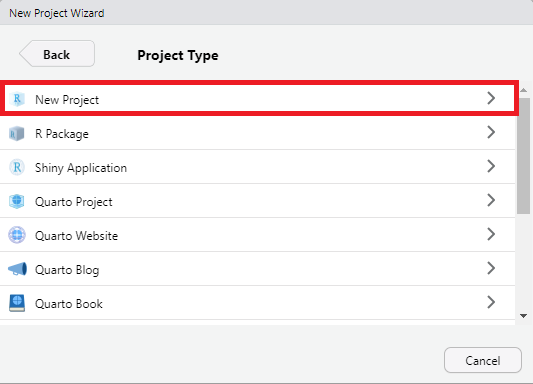 New Project Wizard
Back
Project Type
New Project
R Package
Shiny Application
Quarto Project
Quarto Website
Quarto Blog
Quarto Book
Cancel